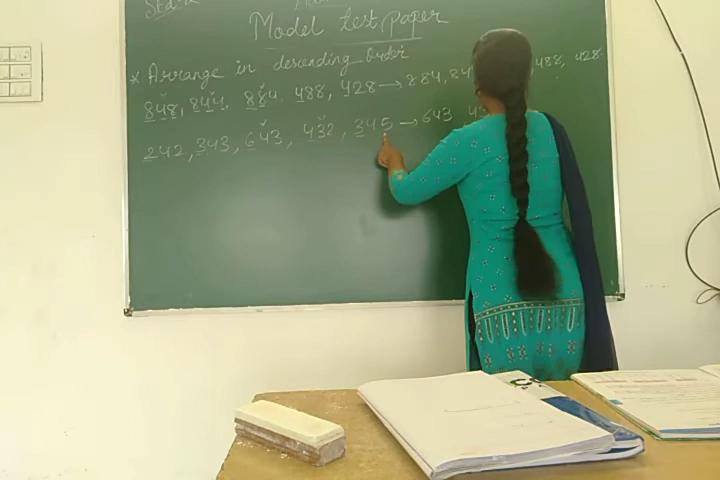 Model test paper
* Arrange in descending order
848, 844, 884, 488, 428 → 884, 488, 428
242, 343, 643, 432, 345 → 643